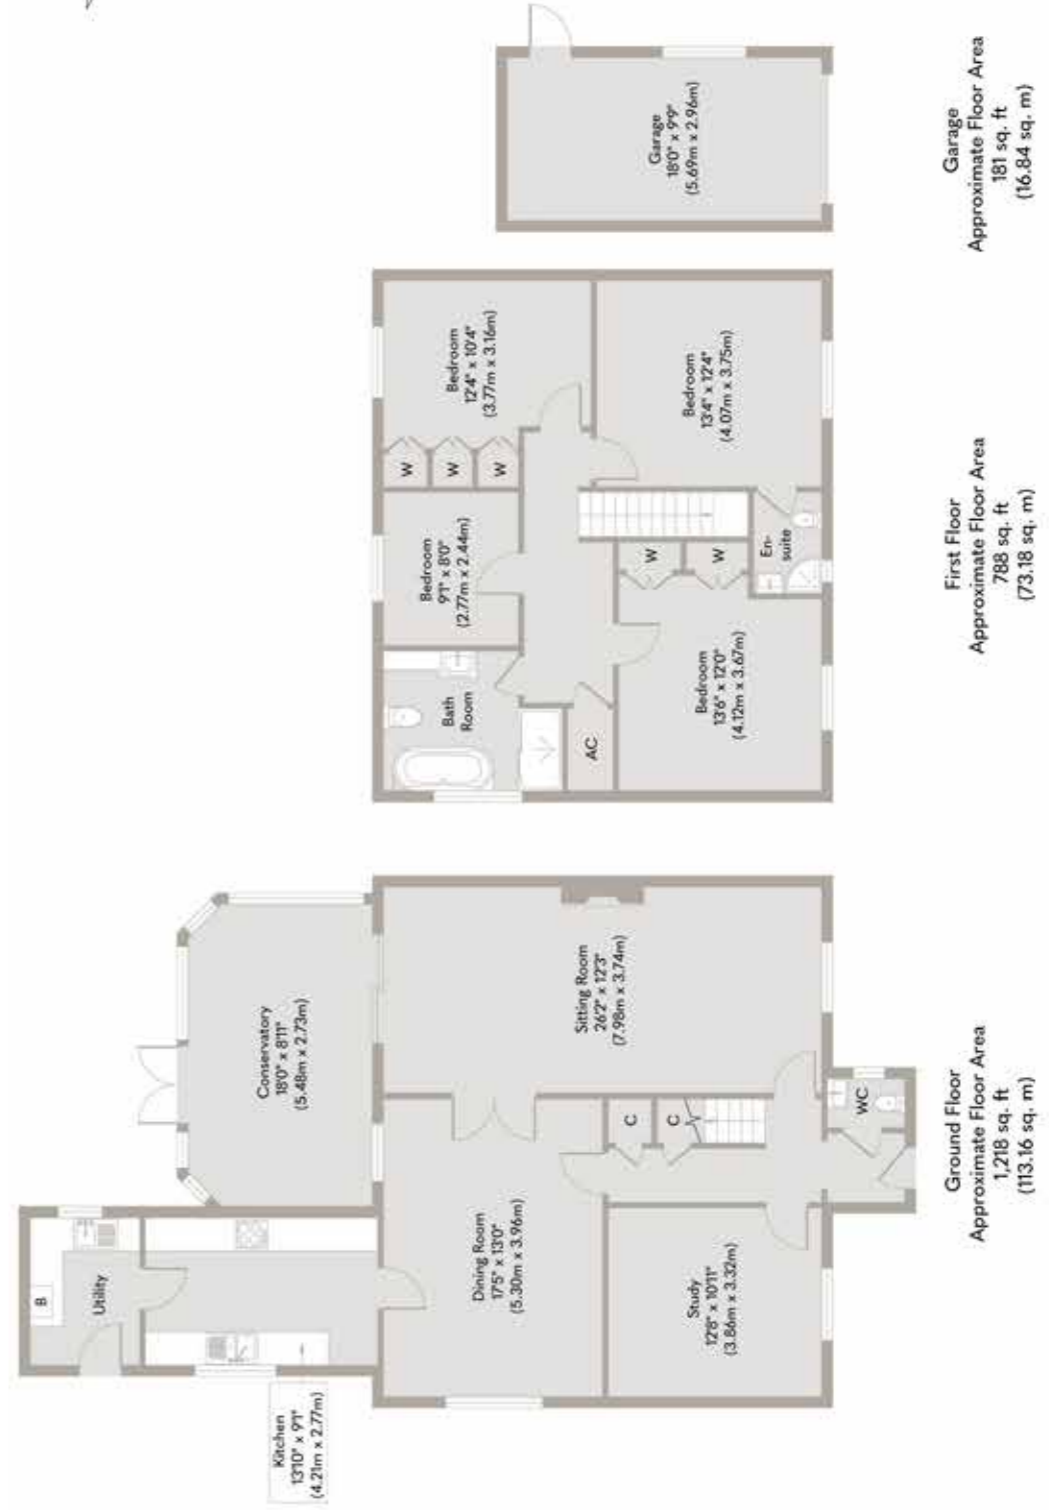 Kitchen
13'10" x 9'1"
(4.21m x 2.77m)
B
Utility
Conservatory
18'0" x 8'11"
(5.48m x 2.73m)
Dining Room
17'5" x 13'0"
(5.30m x 3.96m)
Sitting Room
26'2" x 12'3"
(7.98m x 3.74m)
C
C
Study
12'8" x 10'11"
(3.86m x 3.32m)
WC
Ground Floor
Approximate Floor Area
1,218 sq. ft
(113.16 sq. m)
Bath
Room
Bedroom
9'1" x 8'0"
(2.77m x 2.44m)
W
W
W
Bedroom
12'4" x 10'4"
(3.77m x 3.16m)
AC
Bedroom
13'6" x 12'0"
(4.12m x 3.67m)
W
W
En-
suite
Bedroom
13'4" x 12'4"
(4.07m x 3.75m)
First Floor
Approximate Floor Area
788 sq. ft
(73.18 sq. m)
Garage
18'0" x 9'9"
(5.69m x 2.96m)
Garage
Approximate Floor Area
181 sq. ft
(16.84 sq. m)